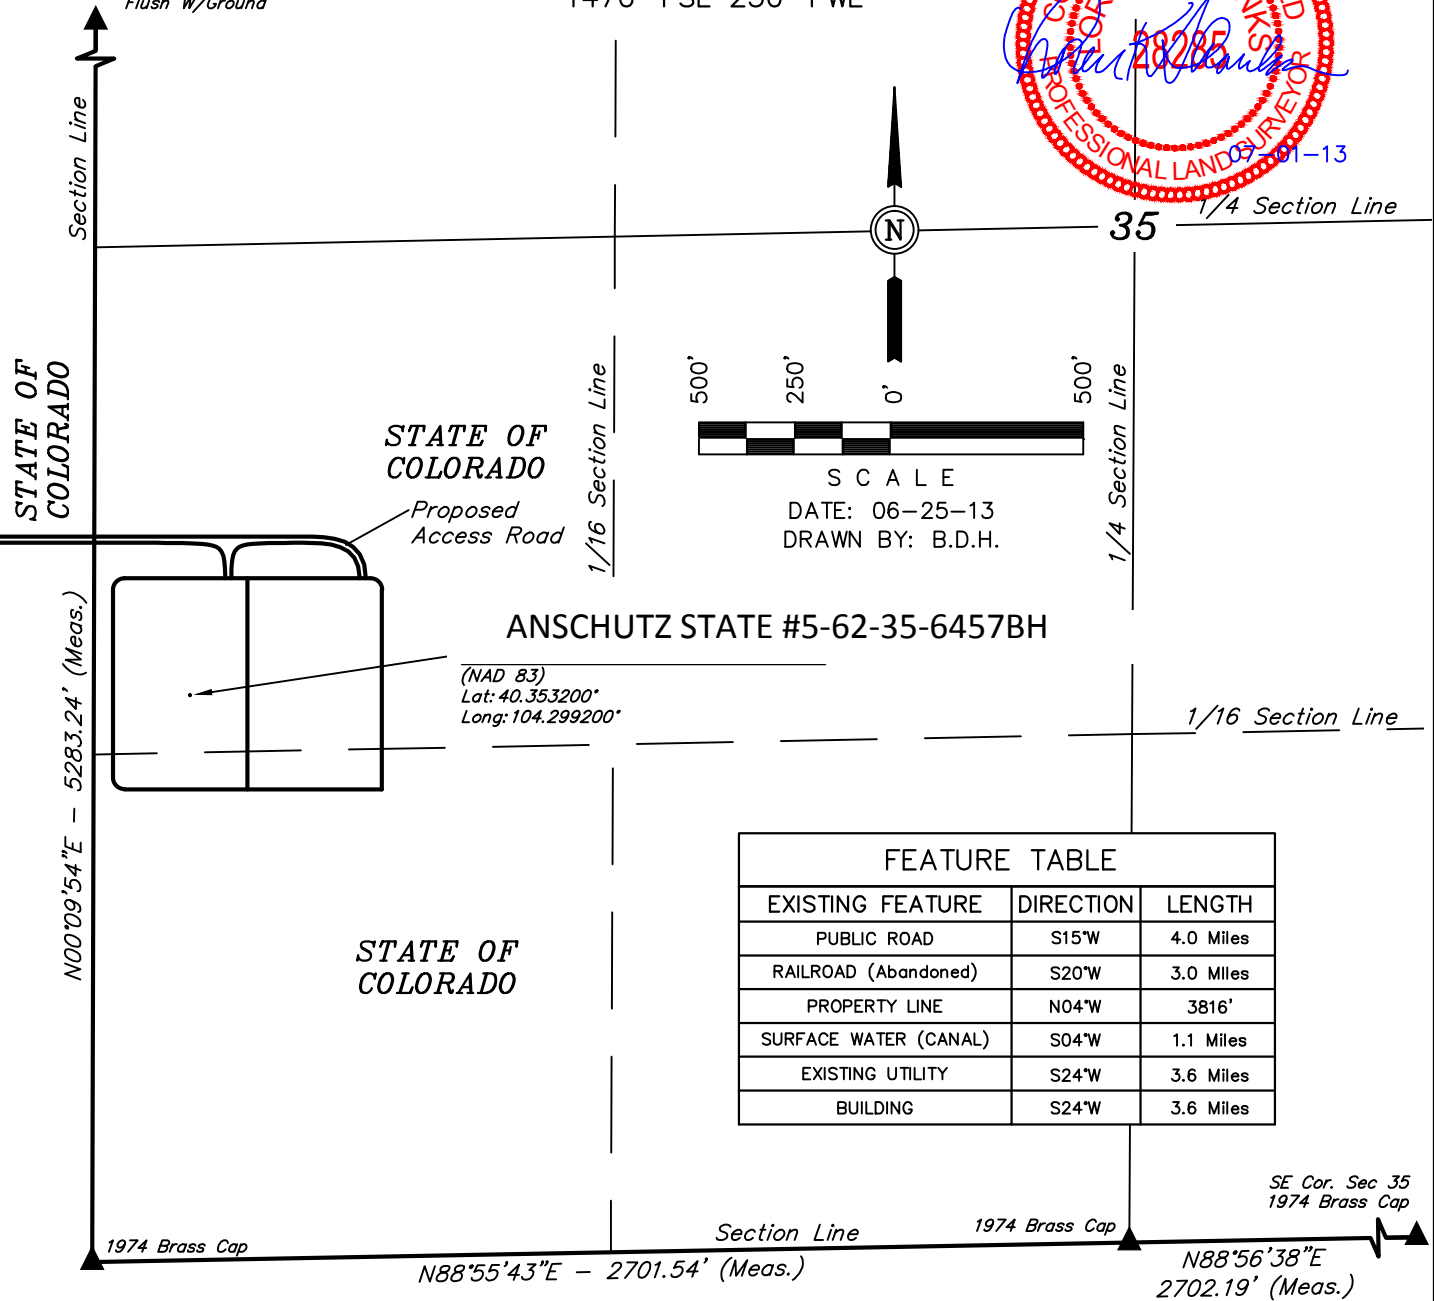 Flush W/Ground
Section Line
28285
PROFESSIONAL LAND SURVEYOR
07-01-13
1/4 Section Line
35
N
STATE OF
COLORADO
STATE OF
COLORADO
Proposed
Access Road
1/16 Section Line
500'
250'
0'
500'
SCALE
DATE: 06-25-13
DRAWN BY: B.D.H.
1/4 Section Line
ANSCHUTZ STATE #5-62-35-6457BH
(NAD 83)
Lat: 40.353200°
Long: 104.299200°
1/16 Section Line
N00°09'54"E - 5283.24' (Meas.)
STATE OF
COLORADO
FEATURE TABLE
EXISTING FEATURE DIRECTION LENGTH
PUBLIC ROAD S15°W 4.0 Miles
RAILROAD (Abandoned) S20°W 3.0 MIles
PROPERTY LINE N04°W 3816'
SURFACE WATER (CANAL) S04°W 1.1 Miles
EXISTING UTILITY S24°W 3.6 Miles
BUILDING S24°W 3.6 Miles
SE Cor. Sec 35
1974 Brass Cap
1974 Brass Cap
Section Line
1974 Brass Cap
N88°55'43"E - 2701.54' (Meas.)
N88°56'38"E
2702.19' (Meas.)